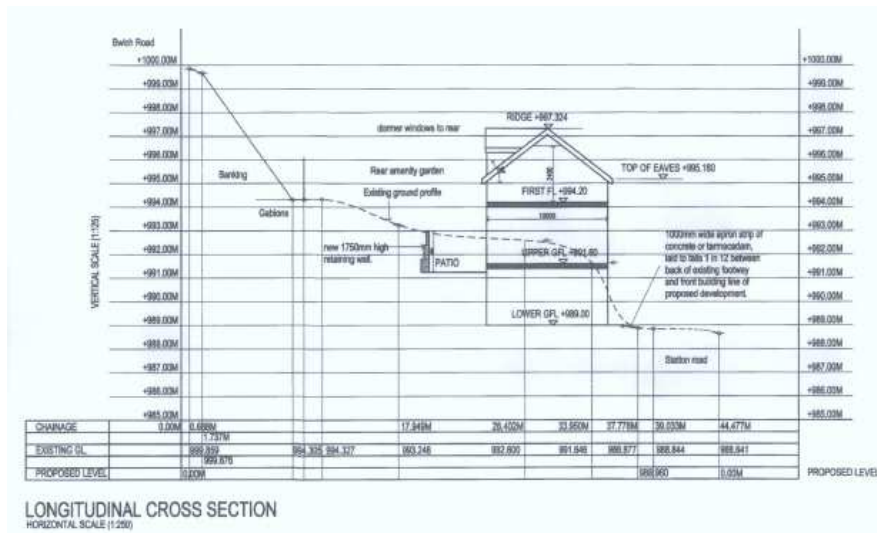 Bwlch Road
+1000.00M
+999.00M
+998.00M
+997.00M
+996.00M
+995.00M
+994.00M
+993.00M
+992.00M
+991.00M
+990.00M
+989.00M
+988.00M
+987.00M
+986.00M
+985.00M
VERTICAL SCALE (1:125)
Banking
Gabions
dormer windows to rear
Rear amenity garden
Existing ground profile
new 1750mm high
retaining wall.
PATIO
RIDGE +997.324
TOP OF EAVES +995.160
FIRST FL +994.20
10000
UPPER GFL +991.60
LOWER GFL +989.00
1000mm wide apron strip of
concrete or tarmacadam,
laid to falls 1 in 12 between
back of existing footway
and front building line of
proposed development.
Station road
+1000.00M
+999.00M
+998.00M
+997.00M
+996.00M
+995.00M
+994.00M
+993.00M
+992.00M
+991.00M
+990.00M
+989.00M
+988.00M
+987.00M
+986.00M
+985.00M
CHAINAGE 0.00M 0.688M 17.949M 26.402M 33.950M 37.778M 39.033M 44.477M
1.737M
EXISTING GL 999.859 994.305 994.327 993.246 992.600 991.646 988.877 988.844 988.641
999.676
PROPOSED LEVEL 0.00M 988.960 0.00M PROPOSED LEVEL
LONGITUDINAL CROSS SECTION
HORIZONTAL SCALE (1:250)